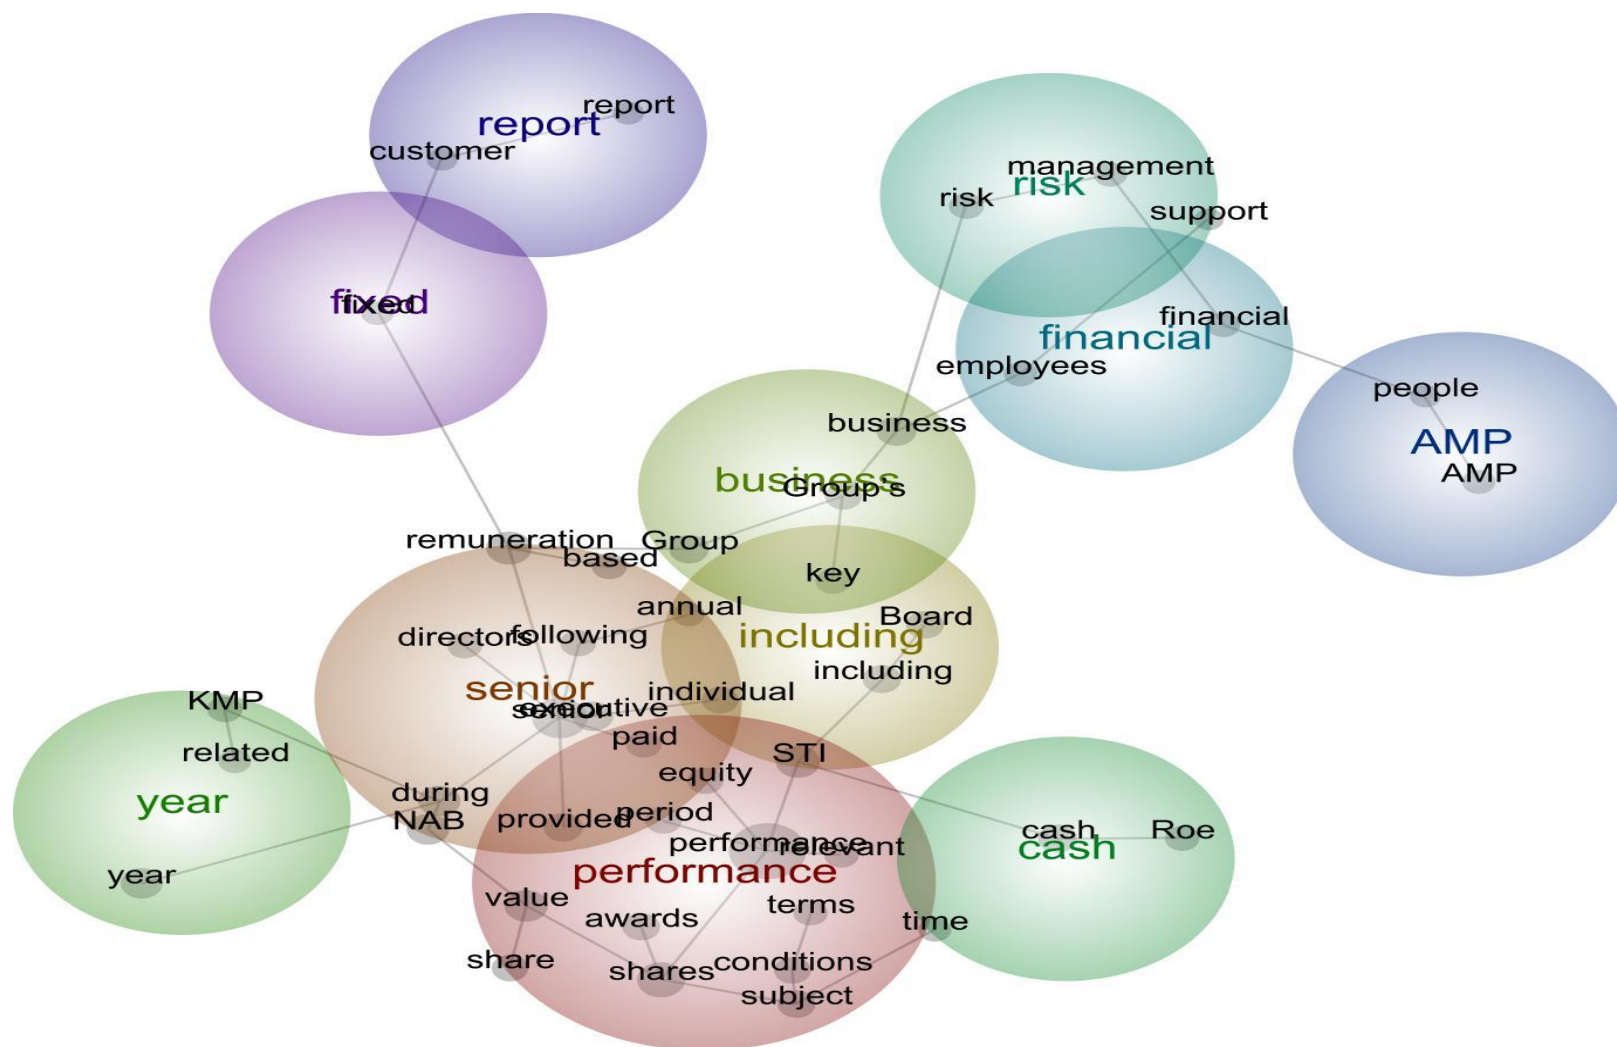 report
report
customer
management
risk
risk
support
fixed
fixed
financial
financial
employees
people
business
AMP
AMP
business
Group's
remuneration
Group
based
key
annual
Board
directors
following
including
including
senior
individual
KMP
senior
executive
paid
related
STI
equity
during
year
period
NAB
provided
cash
Roe
performance
relevant
cash
year
performance
value
terms
awards
time
share
shares
conditions
subject